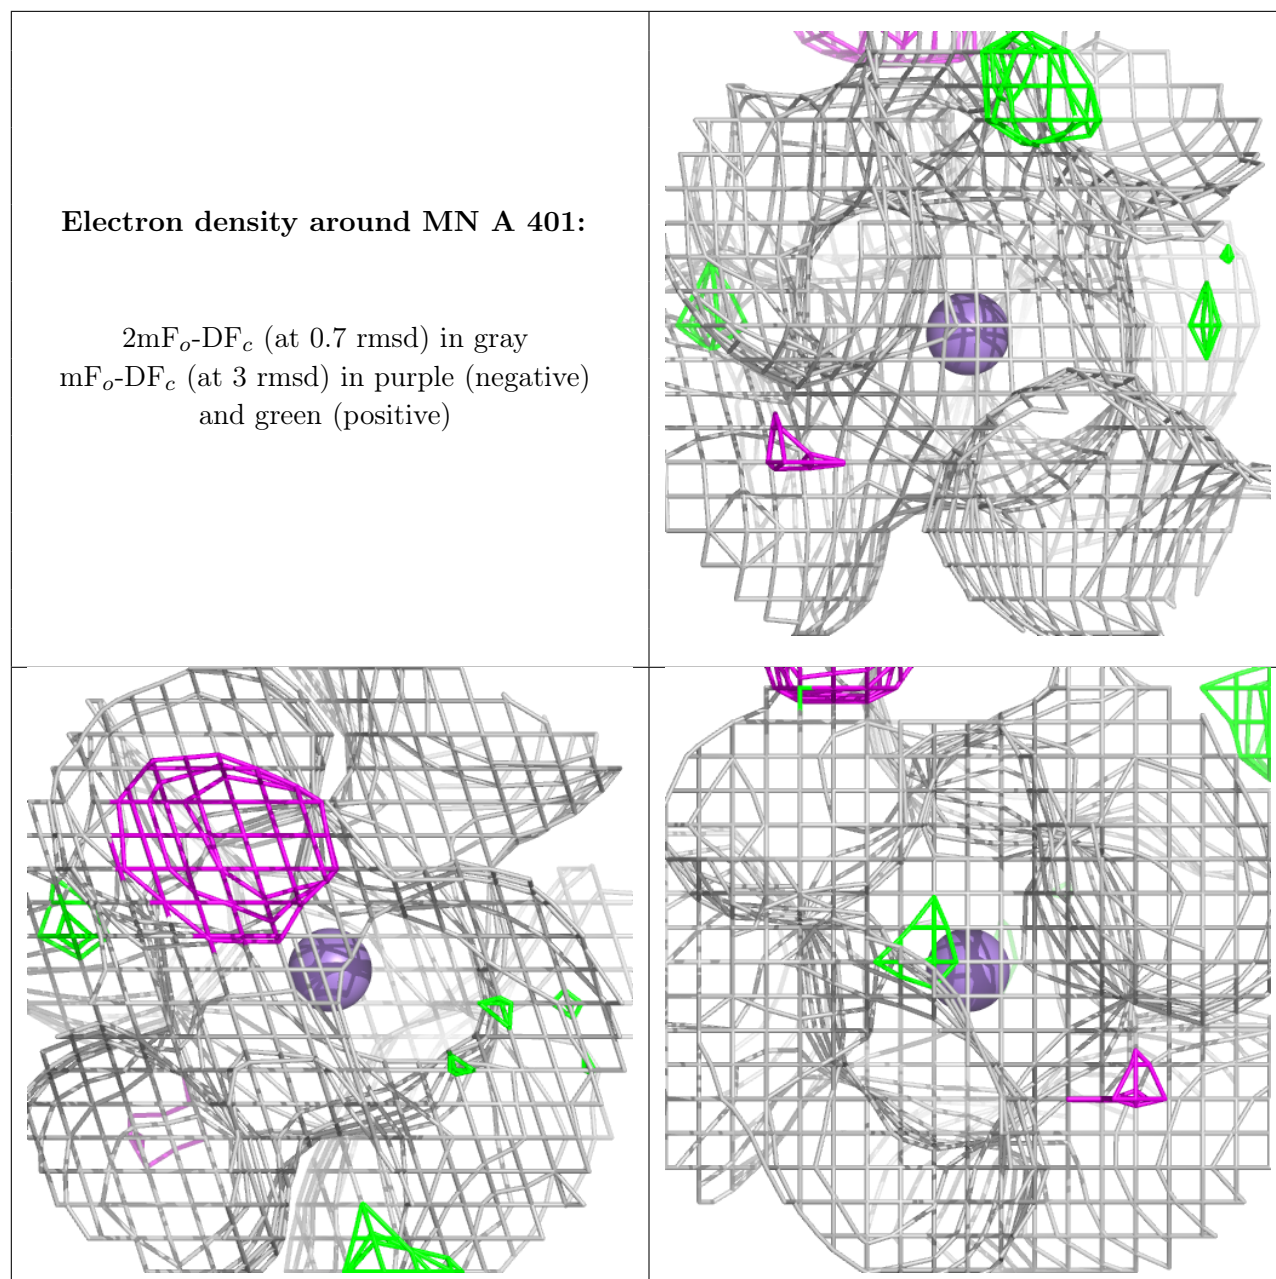 Electron density around MN A 401:
2mFo-DFc (at 0.7 rmsd) in gray
mFo-DFc (at 3 rmsd) in purple (negative)
and green (positive)